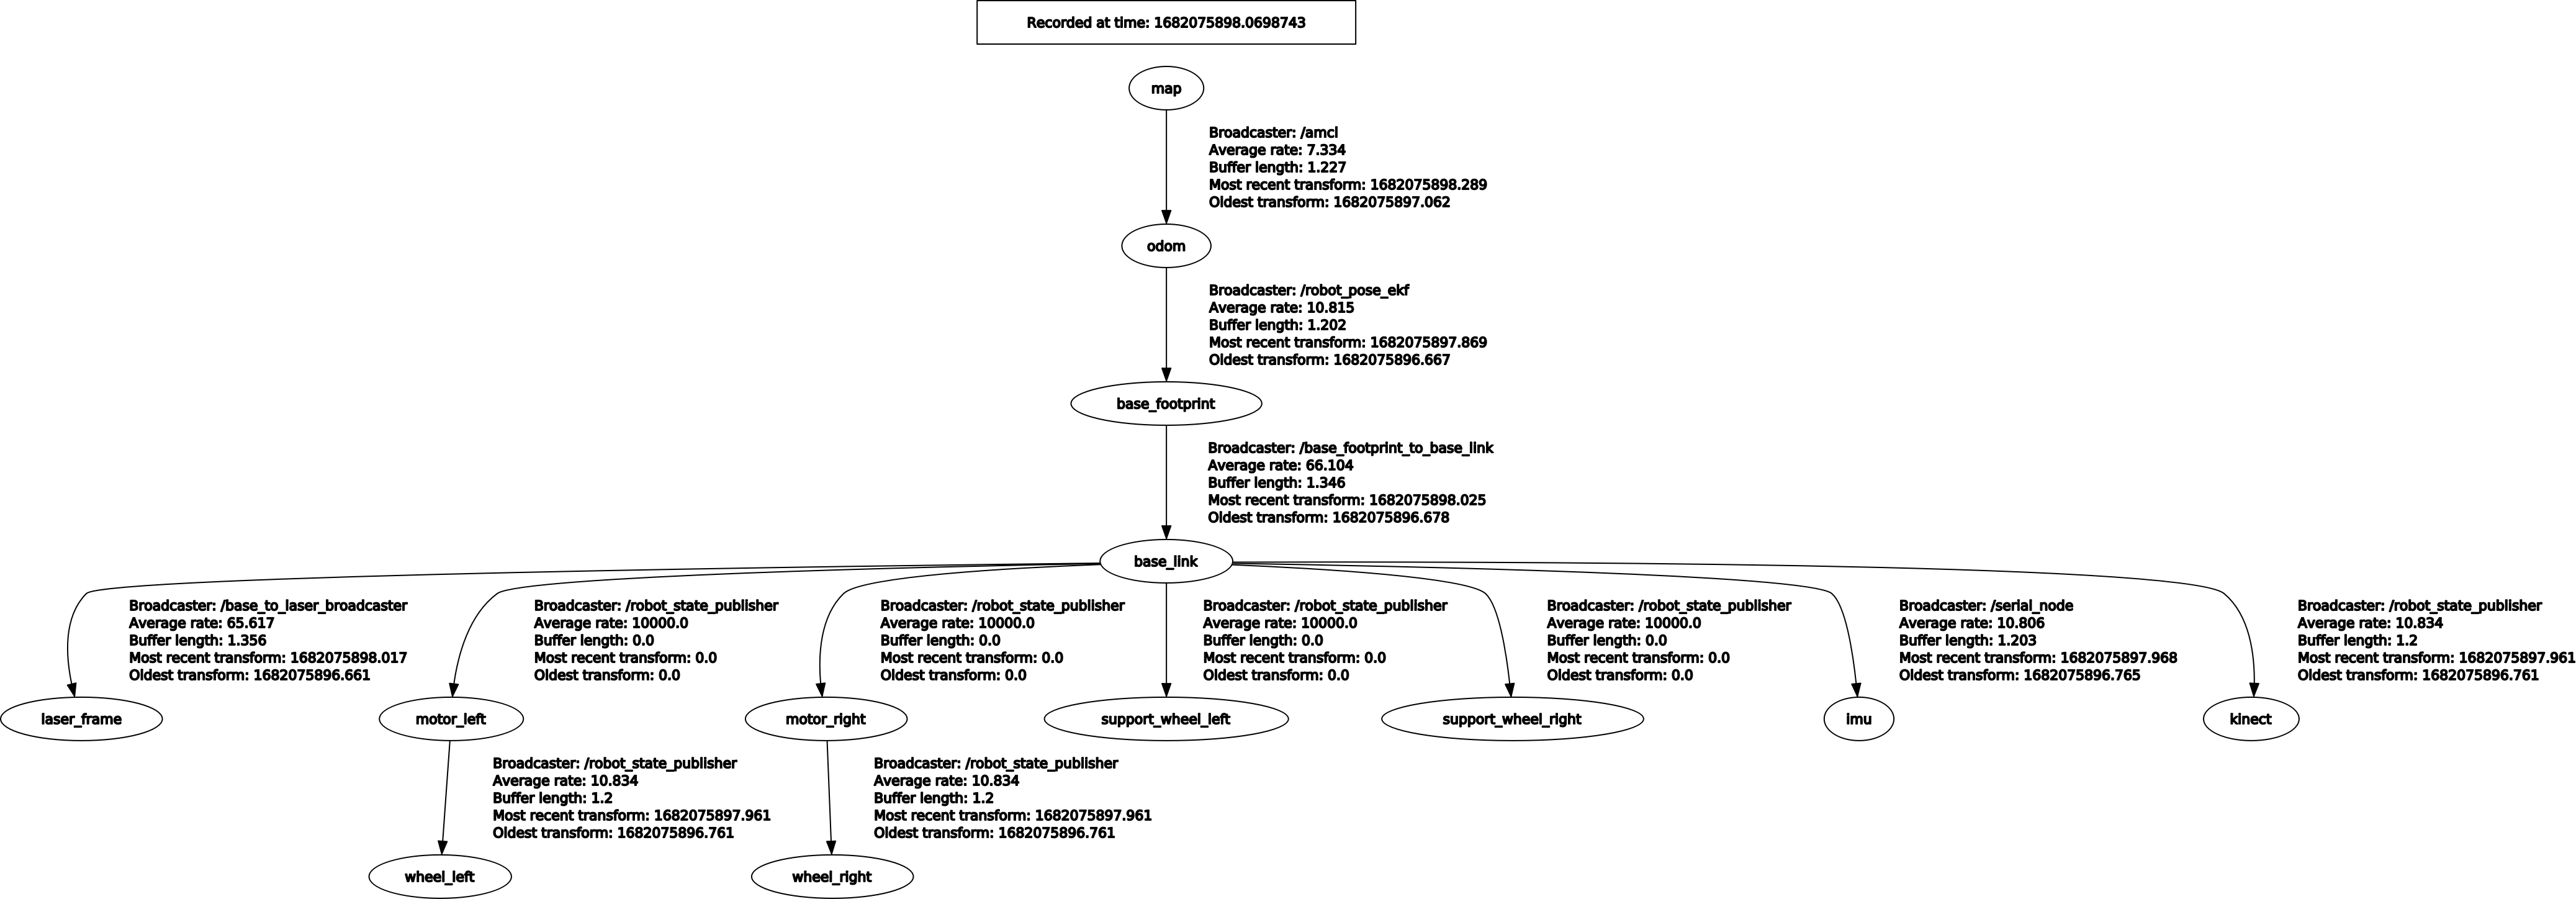 Recorded at time: 1682075898.0698743
map
Broadcaster: /amcl
Average rate: 7.334
Buffer length: 1.227
Most recent transform: 1682075898.289
Oldest transform: 1682075897.062
odom
Broadcaster: /robot_pose_ekf
Average rate: 10.815
Buffer length: 1.202
Most recent transform: 1682075897.869
Oldest transform: 1682075896.667
base_footprint
Broadcaster: /base_footprint_to_base_link
Average rate: 66.104
Buffer length: 1.346
Most recent transform: 1682075898.025
Oldest transform: 1682075896.678
base_link
Broadcaster: /base_to_laser_broadcaster
Average rate: 65.617
Buffer length: 1.356
Most recent transform: 1682075898.017
Oldest transform: 1682075896.661
Broadcaster: /robot_state_publisher
Average rate: 10000.0
Buffer length: 0.0
Most recent transform: 0.0
Oldest transform: 0.0
Broadcaster: /robot_state_publisher
Average rate: 10000.0
Buffer length: 0.0
Most recent transform: 0.0
Oldest transform: 0.0
Broadcaster: /robot_state_publisher
Average rate: 10000.0
Buffer length: 0.0
Most recent transform: 0.0
Oldest transform: 0.0
Broadcaster: /robot_state_publisher
Average rate: 10000.0
Buffer length: 0.0
Most recent transform: 0.0
Oldest transform: 0.0
Broadcaster: /serial_node
Average rate: 10.806
Buffer length: 1.203
Most recent transform: 1682075897.968
Oldest transform: 1682075896.765
Broadcaster: /robot_state_publisher
Average rate: 10.834
Buffer length: 1.2
Most recent transform: 1682075897.961
Oldest transform: 1682075896.761
laser_frame
motor_left
motor_right
support_wheel_left
support_wheel_right
imu
kinect
Broadcaster: /robot_state_publisher
Average rate: 10.834
Buffer length: 1.2
Most recent transform: 1682075897.961
Oldest transform: 1682075896.761
Broadcaster: /robot_state_publisher
Average rate: 10.834
Buffer length: 1.2
Most recent transform: 1682075897.961
Oldest transform: 1682075896.761
wheel_left
wheel_right